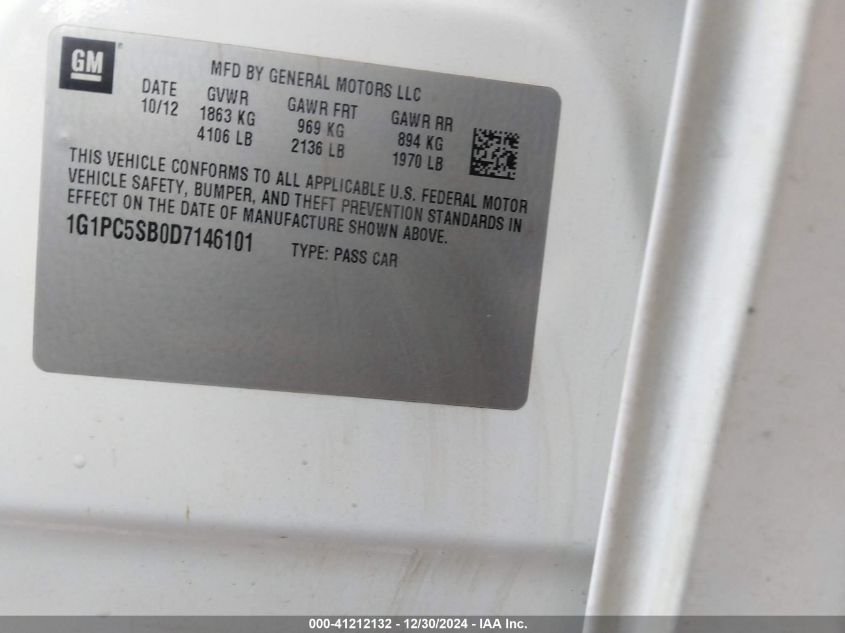 GM
MFD BY GENERAL MOTORS LLC
DATE GVWR GAWR FRT GAWR RR
10/12 1863 KG 969 KG 894 KG
4106 LB 2136 LB 1970 LB
THIS VEHICLE CONFORMS TO ALL APPLICABLE U.S. FEDERAL MOTOR
VEHICLE SAFETY, BUMPER, AND THEFT PREVENTION STANDARDS IN
EFFECT ON THE DATE OF MANUFACTURE SHOWN ABOVE.
1G1PC5SB0D7146101 TYPE: PASS CAR
000-41212132 - 12/30/2024 - IAA Inc.